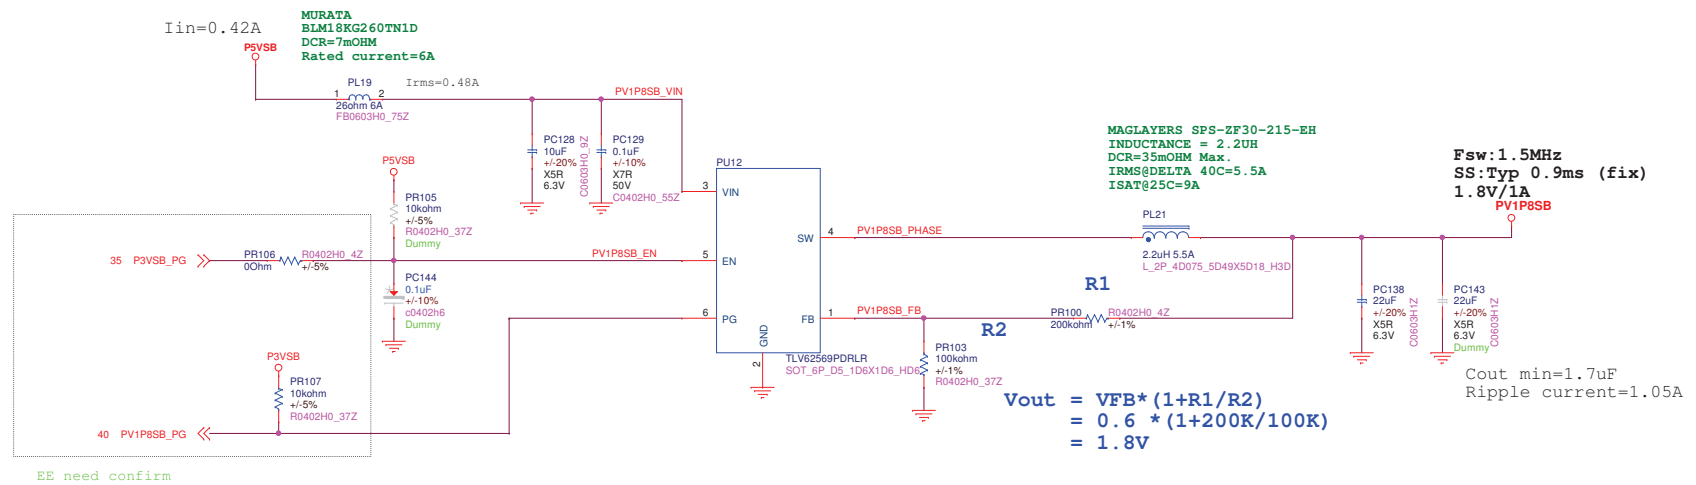 Iin=0.42A
MURATA
BLM18KG260TN1D
DCR=7mOHM
Rated current=6A
P5VSB
PL19
Irms=0.48A
1
2
26ohm 6A
FB0603H0_75Z
PV1P8SB_VIN
PC128
10uF
+/-20%
X5R
6.3V
C0603H0_9Z
PC129
0.1uF
+/-10%
X7R
50V
C0402H0_55Z
P5VSB
PR105
10kohm
+/-5%
R0402H0_37Z
Dummy
35 P3VSB_PG
PR106
0Ohm
R0402H0_4Z
+/-5%
PV1P8SB_EN
PC144
0.1uF
+/-10%
c0402h6
Dummy
P3VSB
PR107
10kohm
+/-5%
R0402H0_37Z
40 PV1P8SB_PG
EE need confirm
PU12
3
VIN
5
EN
6
PG
SW
4
FB
1
GND
2
TLV62569PDRLR
SOT_6P_D5_1D6X1D6_HD6
PV1P8SB_PHASE
PV1P8SB_FB
MAGLAYERS SPS-ZF30-215-EH
INDUCTANCE = 2.2UH
DCR=35mOHM Max.
IRMS@DELTA 40C=5.5A
ISAT@25C=9A
PL21
2.2uH 5.5A
L_2P_4D075_5D49X5D18_H3D
R1
PR100
200kohm
R0402H0_4Z
+/-1%
R2
PR103
100kohm
+/-1%
R0402H0_37Z
Vout = VFB*(1+R1/R2)
= 0.6 *(1+200K/100K)
= 1.8V
Fsw:1.5MHz
SS:Typ 0.9ms (fix)
1.8V/1A
PV1P8SB
PC138
22uF
+/-20%
X5R
6.3V
C0603H1Z
PC143
22uF
+/-20%
X5R
6.3V
Dummy
C0603H1Z
Cout min=1.7uF
Ripple current=1.05A